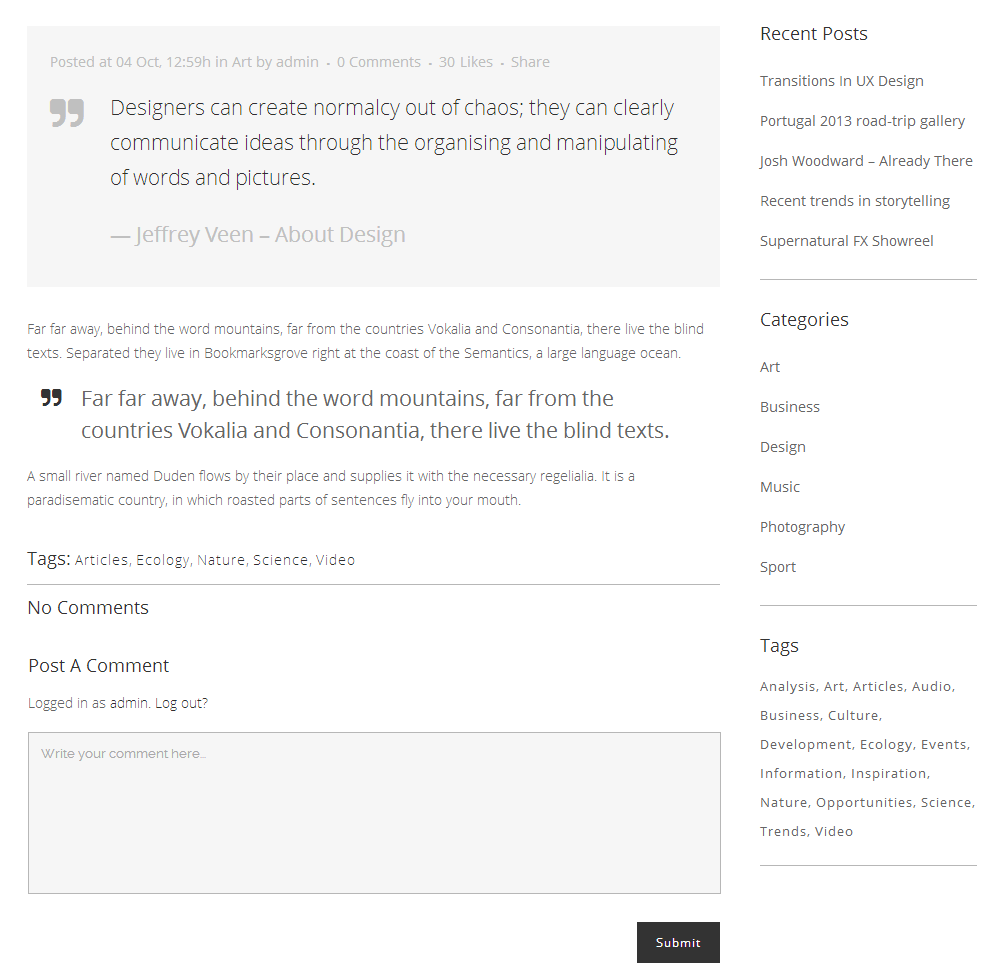 Posted at 04 Oct, 12:59h in Art by admin • 0 Comments • 30 Likes • Share
Designers can create normalcy out of chaos; they can clearly
communicate ideas through the organising and manipulating
of words and pictures.
— Jeffrey Veen – About Design
Far far away, behind the word mountains, far from the countries Vokalia and Consonantia, there live the blind
texts. Separated they live in Bookmarksgrove right at the coast of the Semantics, a large language ocean.
Far far away, behind the word mountains, far from the
countries Vokalia and Consonantia, there live the blind texts.
A small river named Duden flows by their place and supplies it with the necessary regelialia. It is a
paradisematic country, in which roasted parts of sentences fly into your mouth.
Tags: Articles, Ecology, Nature, Science, Video
No Comments
Post A Comment
Logged in as admin. Log out?
Write your comment here...
Submit
Recent Posts
Transitions In UX Design
Portugal 2013 road-trip gallery
Josh Woodward – Already There
Recent trends in storytelling
Supernatural FX Showreel
Categories
Art
Business
Design
Music
Photography
Sport
Tags
Analysis, Art, Articles, Audio,
Business, Culture,
Development, Ecology, Events,
Information, Inspiration,
Nature, Opportunities, Science,
Trends, Video